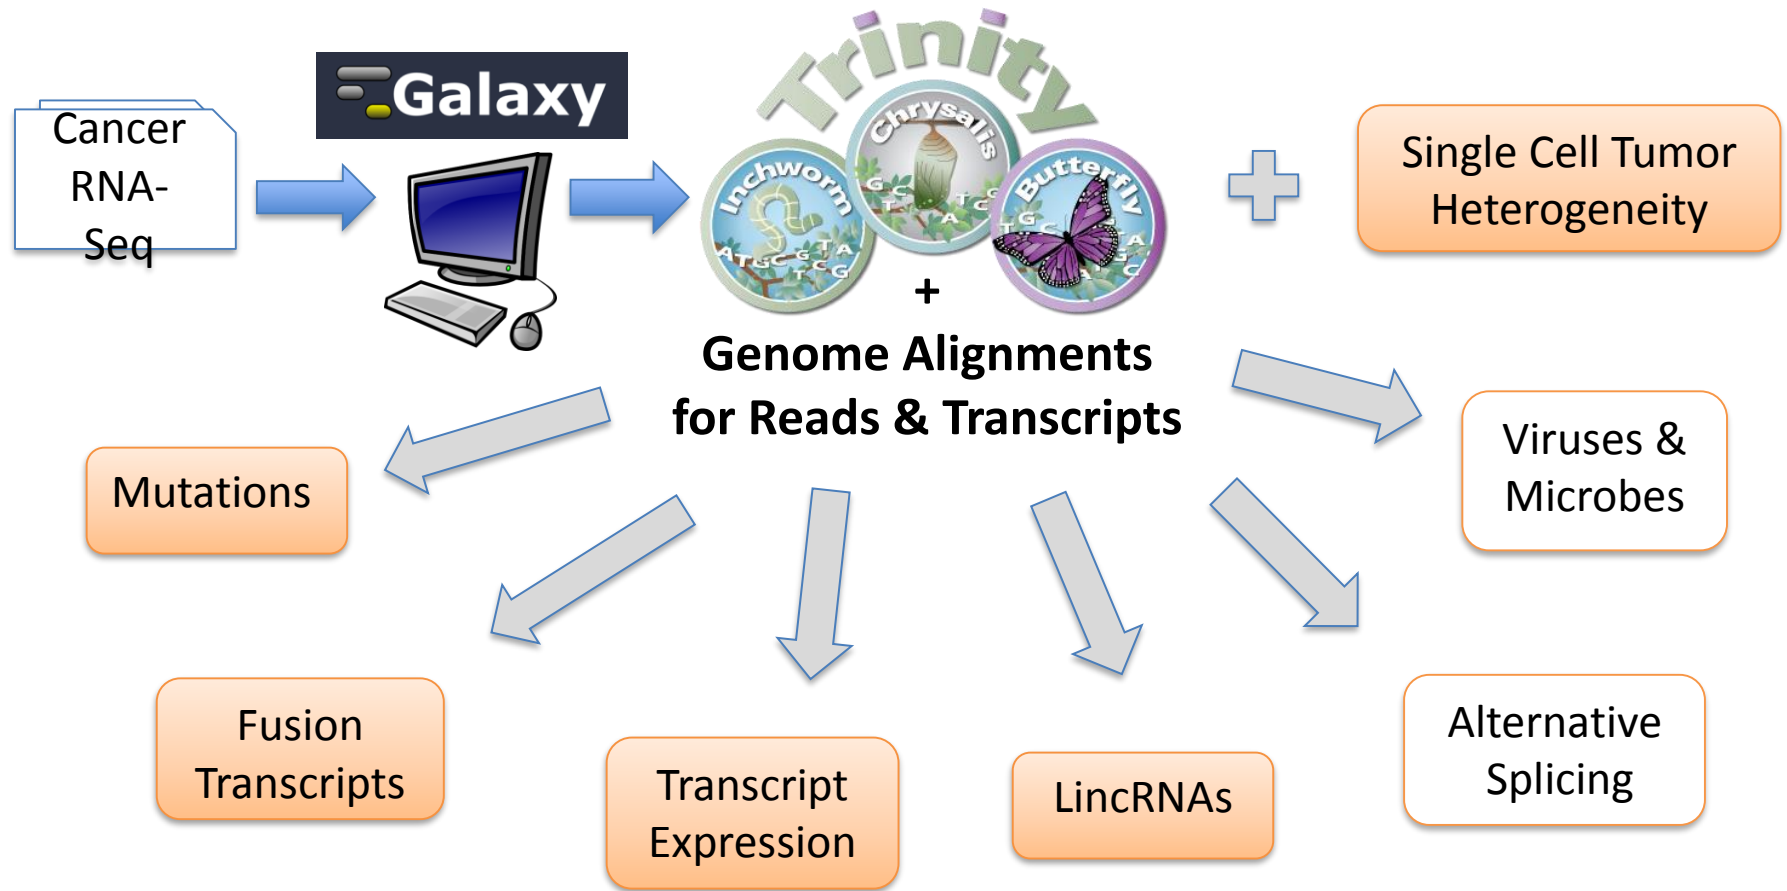 Cancer
RNA-
Seq
Galaxy
Trinity
Inchworm
ATGC G T A
T C G
Chrysalis
G C
T A T C
Butterfly
G
T C
A
G
A T C
+
Genome Alignments
for Reads & Transcripts
Single Cell Tumor
Heterogeneity
Mutations
Fusion
Transcripts
Transcript
Expression
LincRNAs
Alternative
Splicing
Viruses &
Microbes